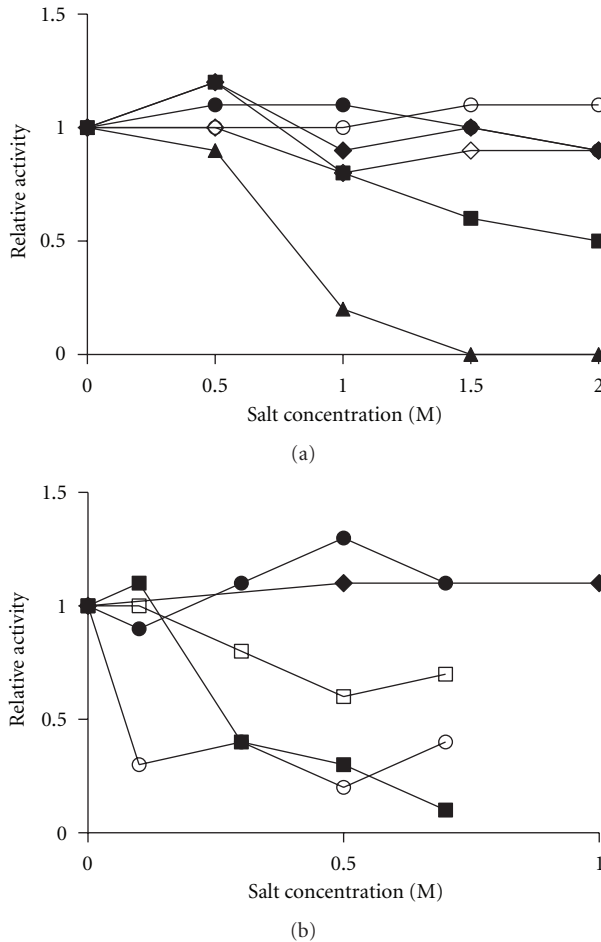 1.5
1
0.5
0
Relative activity
0 0.5 1 1.5 2
Salt concentration (M)
(a)
1.5
1
0.5
0
Relative activity
0 0.5 1
Salt concentration (M)
(b)